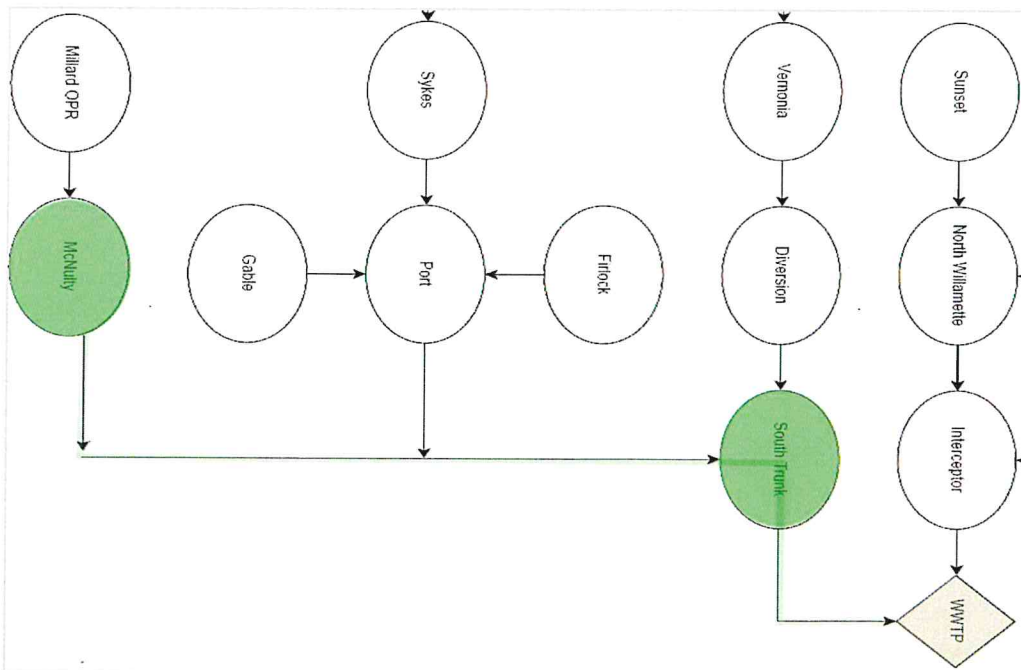 Millard OPR
Sykes
Vernonia
Sunset
McNulty
Gable
Port
Firlock
Diversion
North Willamette
South Trunk
Interceptor
WWTP